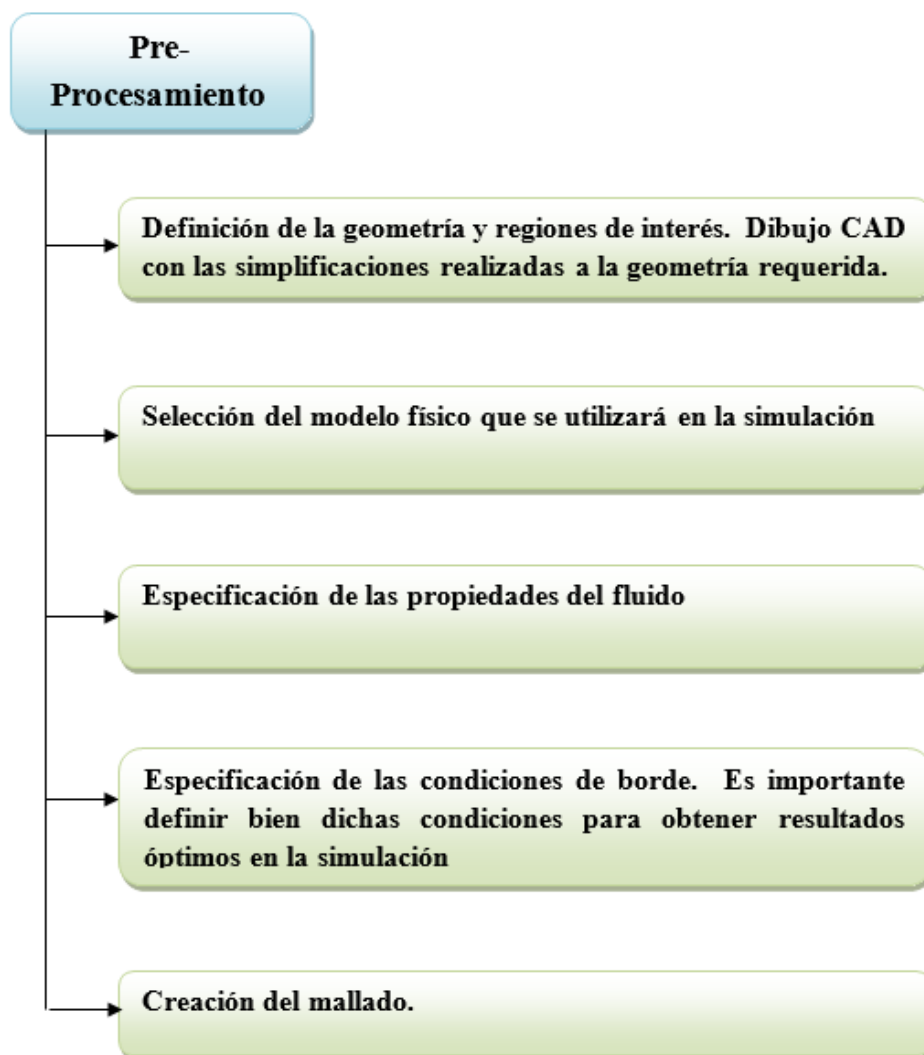 Pre-
Procesamiento
Definición de la geometría y regiones de interés. Dibujo CAD
con las simplificaciones realizadas a la geometría requerida.
Selección del modelo físico que se utilizará en la simulación
Especificación de las propiedades del fluido
Especificación de las condiciones de borde. Es importante
definir bien dichas condiciones para obtener resultados
óptimos en la simulación
Creación del mallado.